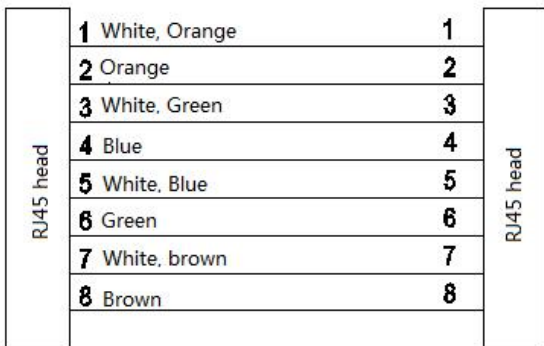 RJ45 head
1 White, Orange 1
2 Orange 2
3 White, Green 3
4 Blue 4
5 White, Blue 5
6 Green 6
7 White, brown 7
8 Brown 8
RJ45 head